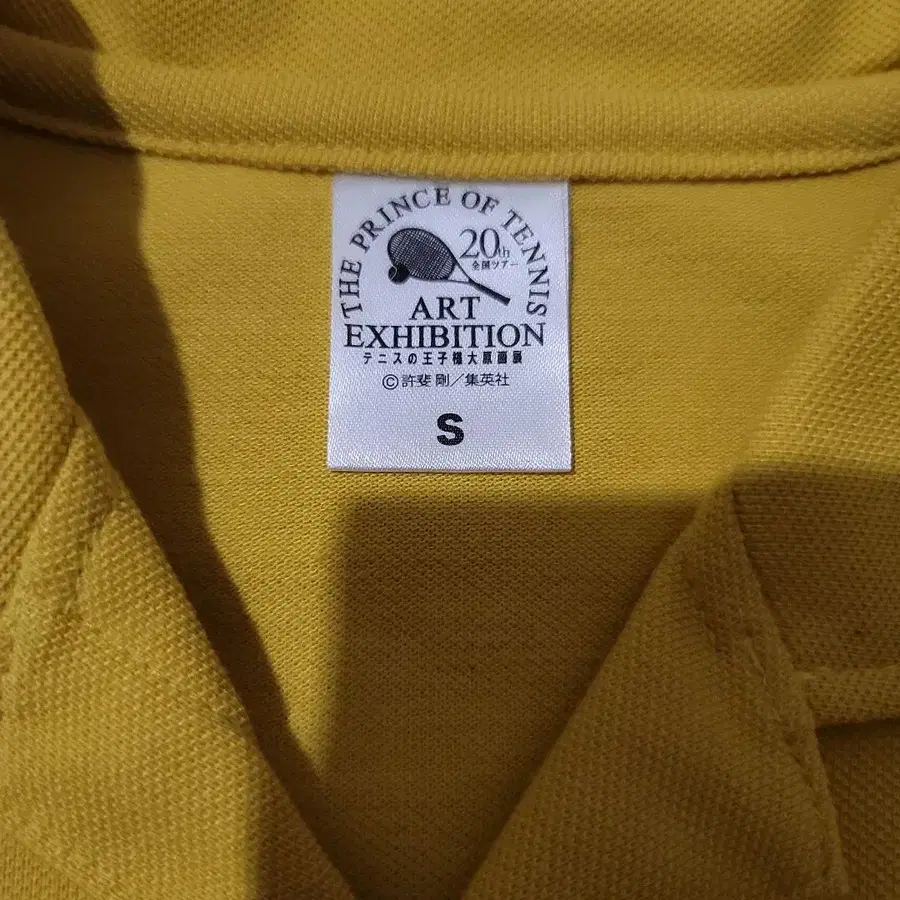 THE PRINCE OF TENNIS
20th
全国ツアー
ART
EXHIBITION
テニスの王子様大原画展
©許斐 剛／集英社
S